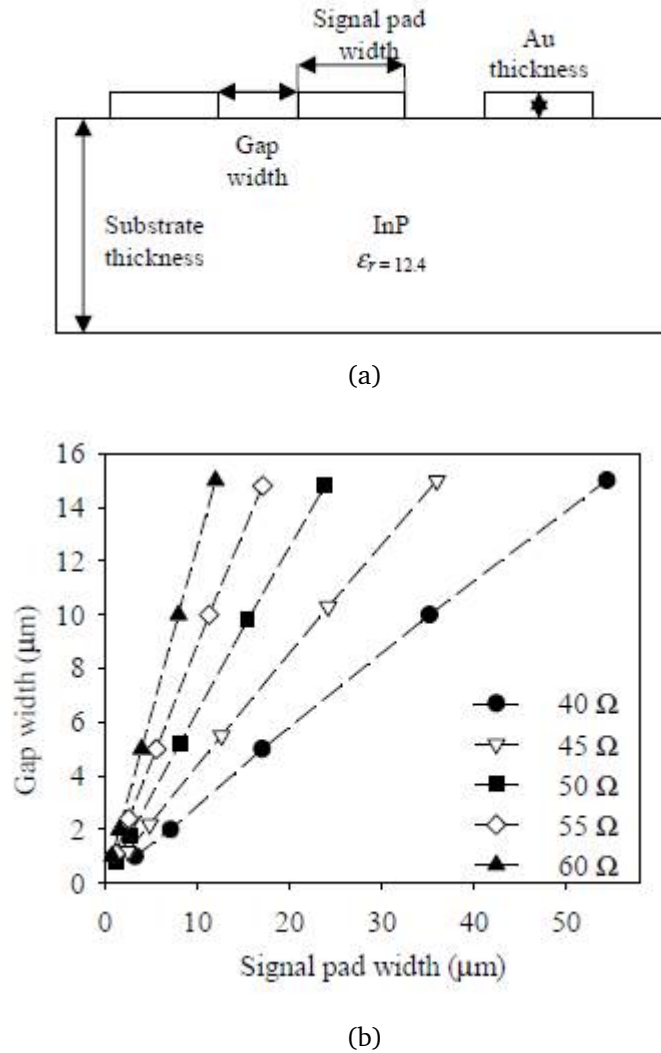 Signal pad
width
Au
thickness
Gap
width
Substrate
thickness
InP
εr = 12.4
(a)
16
14
12
10
8
6
4
2
0
Gap width (μm)
40 Ω
45 Ω
50 Ω
55 Ω
60 Ω
0 10 20 30 40 50
Signal pad width (μm)
(b)